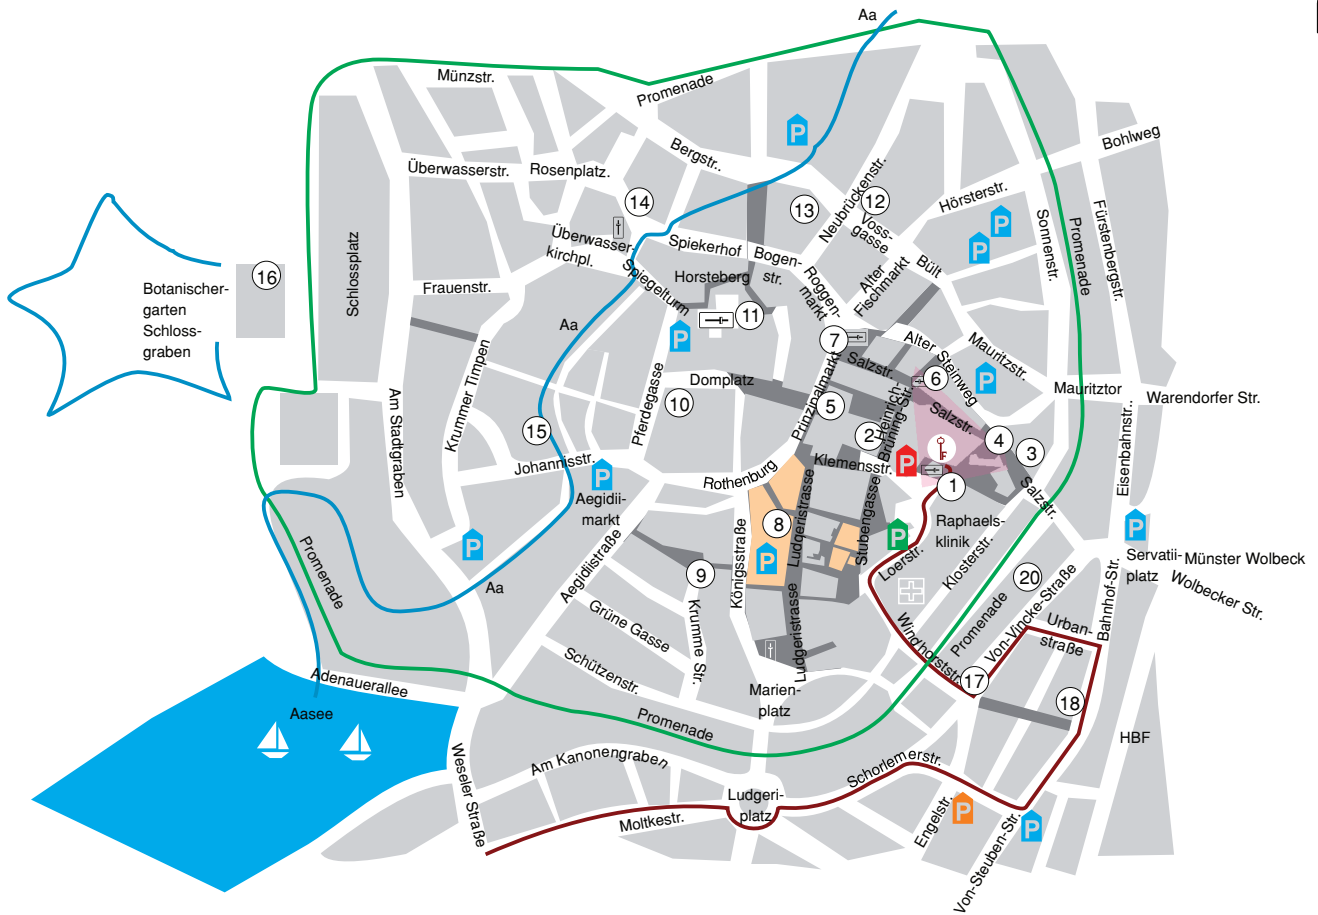 Aa
Münzstr.
Promenade
Bohlweg
P
Bergstr..
Überwasserstr.
Rosenplatz.
14
13
12
Neubrückenstr.
Hörsterstr.
P
P
Voss-
gasse
Sonnenstr.
Promenade
Fürstenbergstr.
Überwasser-
kirchpl.
Spiekerhof
Bogen-
str.
Bült
Alter
Fischmarkt
Roggen-
markt
Horsteberg
Spiegelturm
16
Botanischer-
garten
Schloss-
graben
Schlossplatz
Frauenstr.
Aa
11
P
7
Alter Steinweg
Mauritzstr.
Salzstr.
6
P
Mauritztor
Warendorfer Str.
Krummer Timpen
Am Stadtgraben
Pferdegasse
Domplatz
10
Prinzipalmarkt
5
Heinrich-
Brüning-Str.
2
Salzstr.
4
3
15
Johannisstr.
P
Aegidii-
markt
Rothenburg
Klemensstr.
P
1
Salzstr.
Eisenbahnstr..
Raphaels-
klinik
8
P
Königsstraße
Ludgeristrasse
Stubengasse
P
Loerstr.
Klosterstr.
P
Servatii-
platz
Münster Wolbeck
Wolbecker Str.
P
Promenade
Aa
Aegidiistraße
9
Krumme Str.
Grüne Gasse
Schützenstr.
Ludgeristrasse
Windhorststr.
Promenade
20
Von-Vincke-Straße
Bahnhof-Str.
Urban-
straße
17
18
HBF
Adenauerallee
Aasee
Marien-
platz
Promenade
Weseler Straße
Am Kanonengraben
Schorlemerstr.
Ludgeri-
platz
Moltkestr.
Engelstr.
P
Von-Steuben-Str.
P